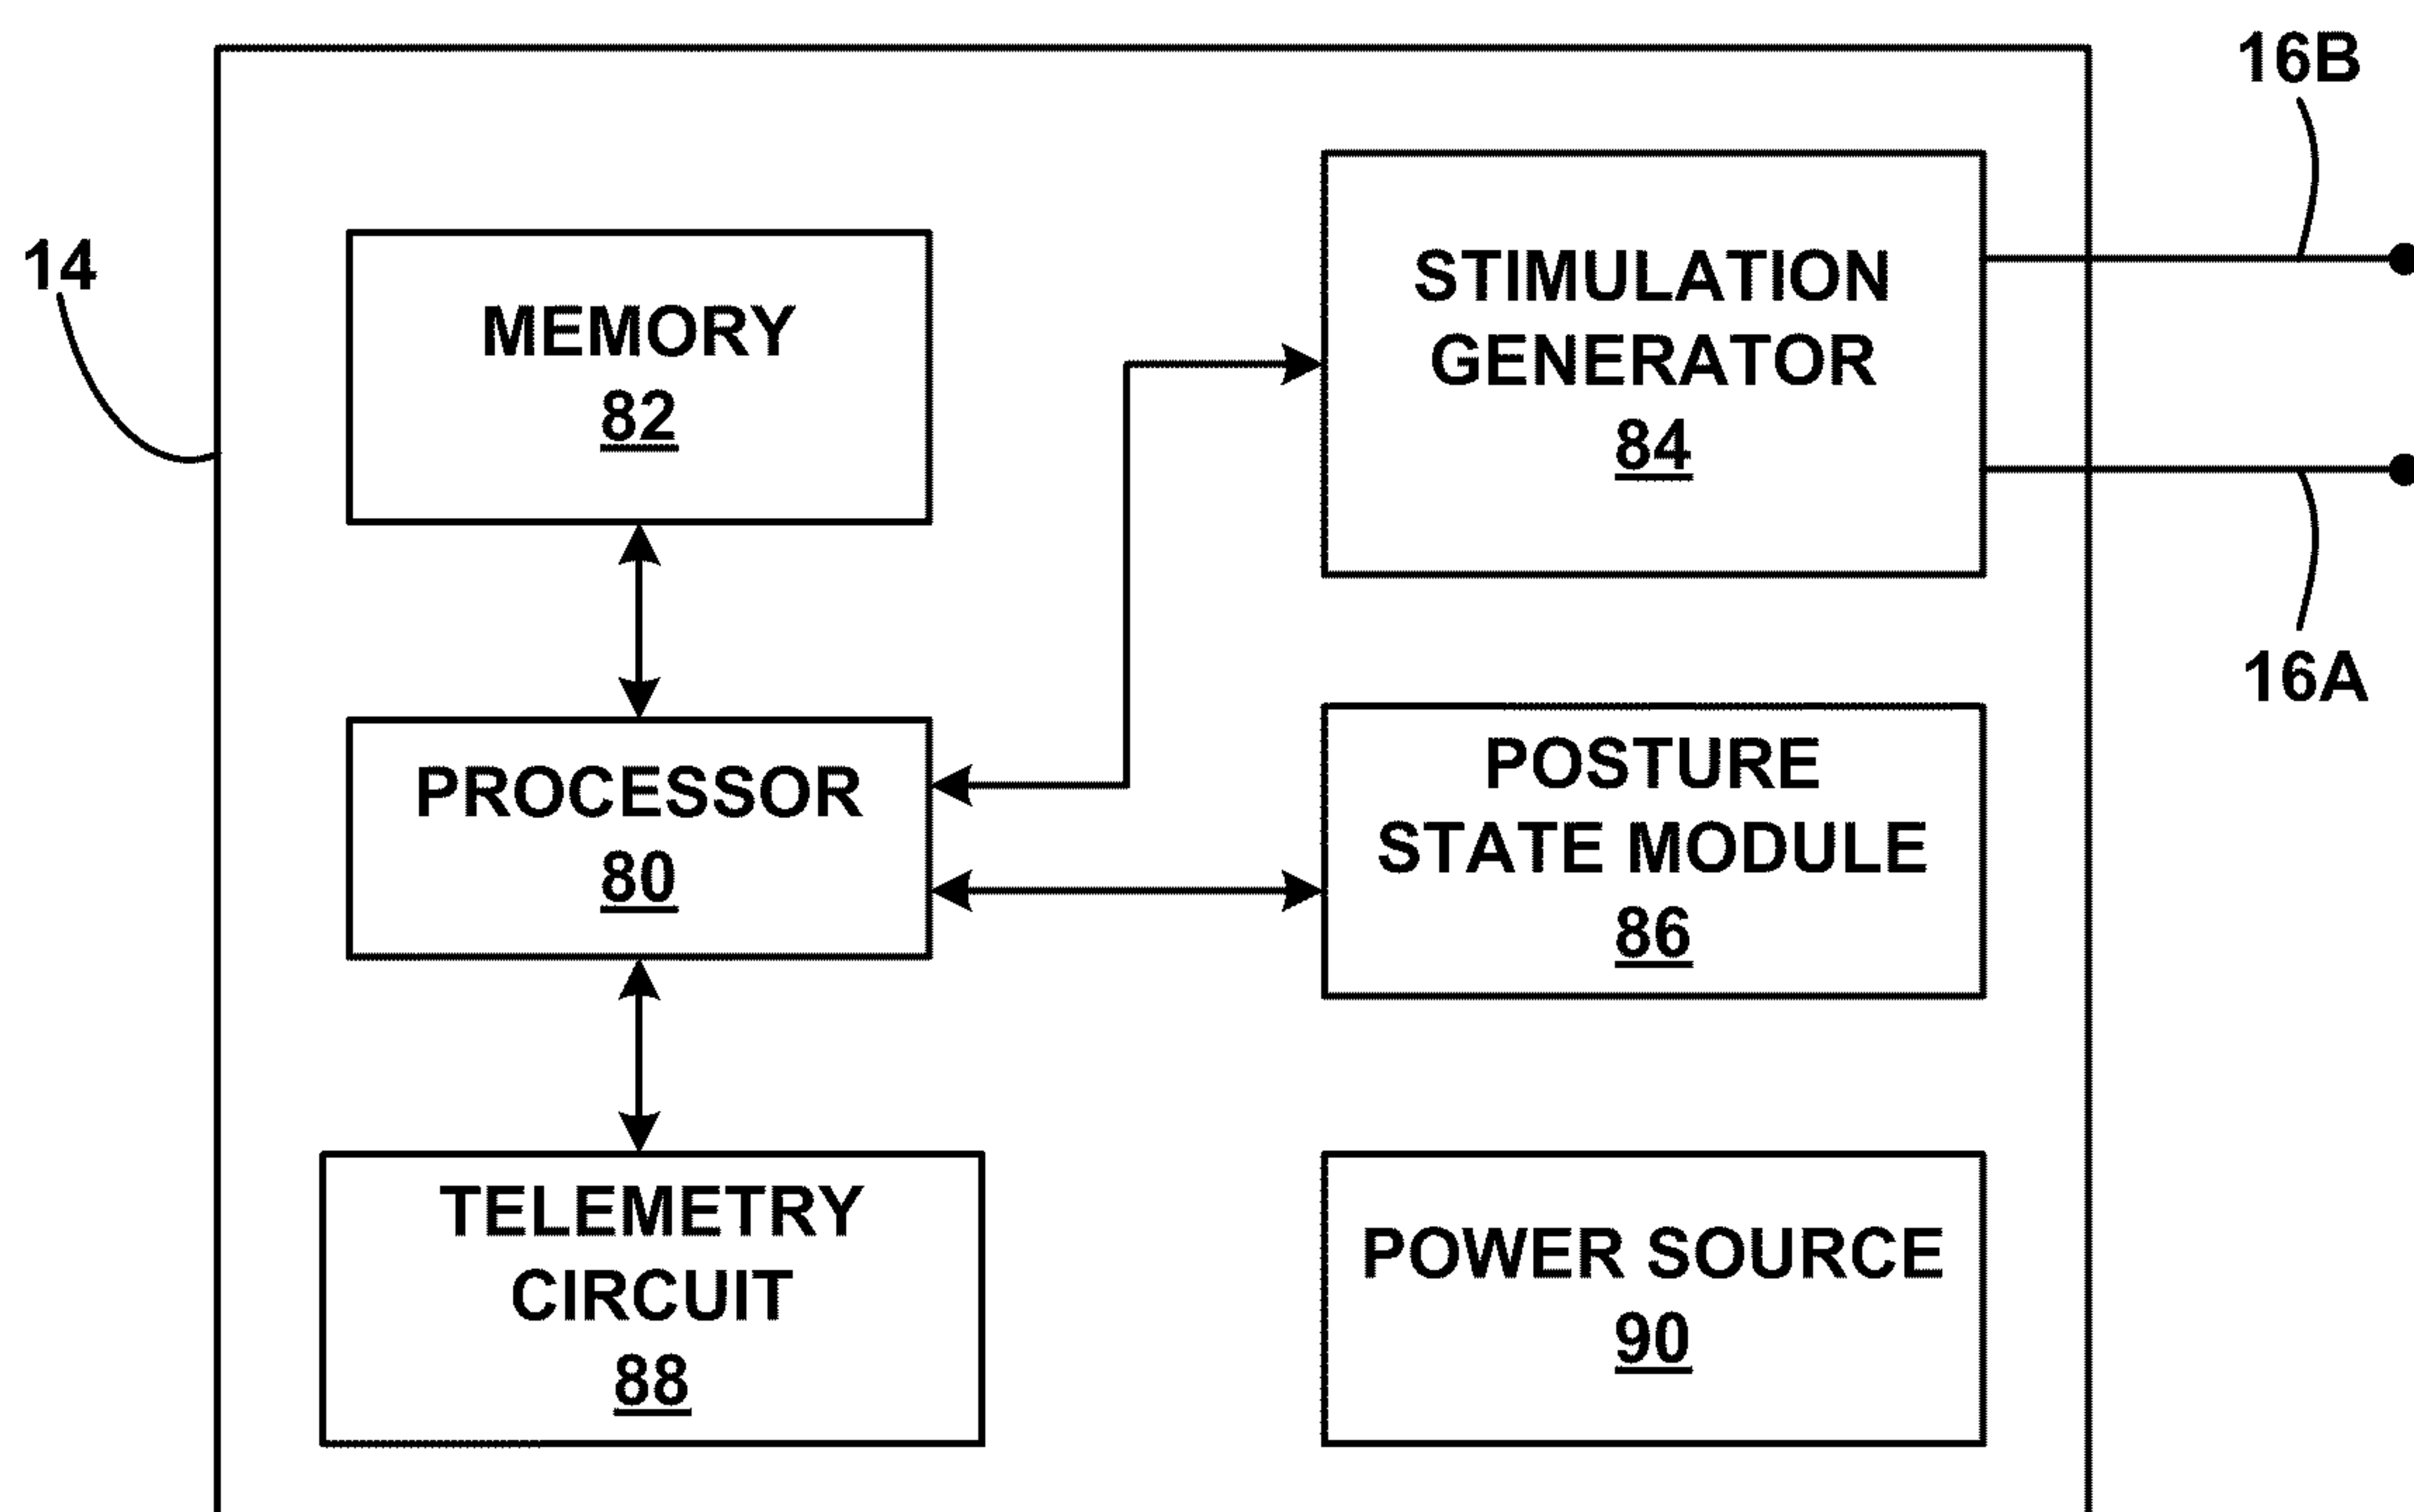 14
16B
MEMORY
82
STIMULATION
GENERATOR
84
16A
PROCESSOR
80
POSTURE
STATE MODULE
86
TELEMETRY
CIRCUIT
88
POWER SOURCE
90